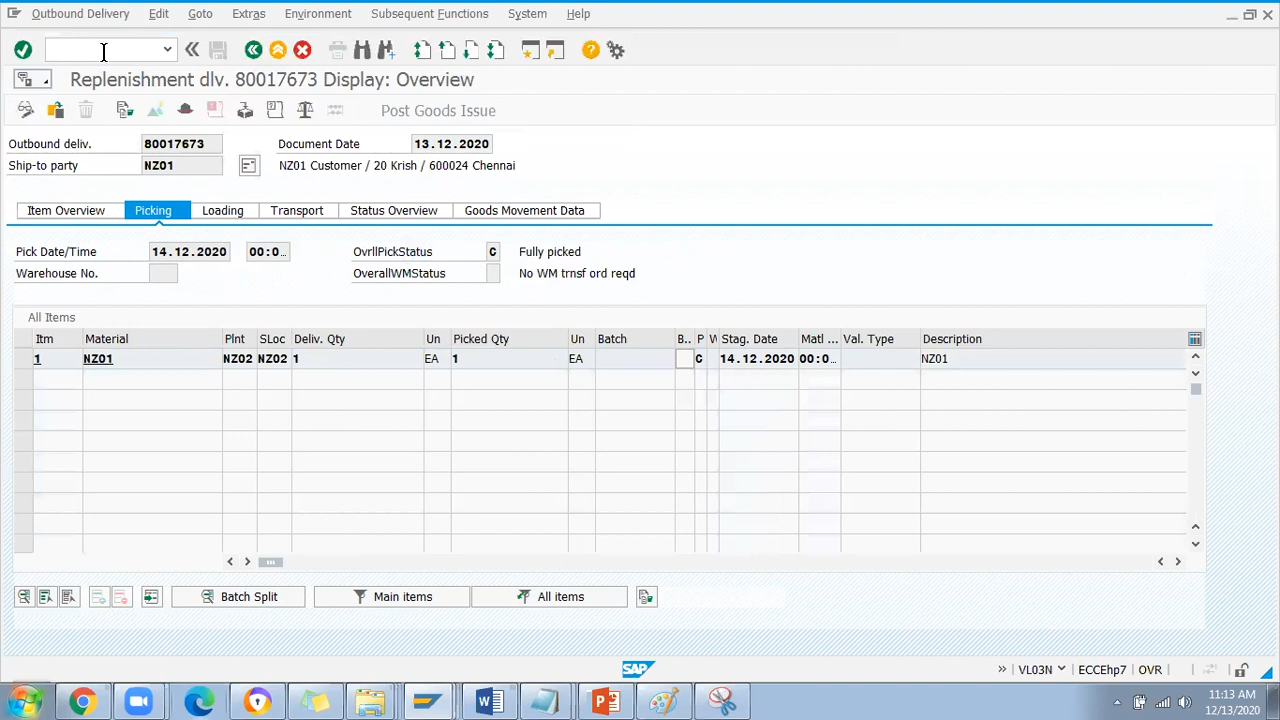 Outbound Delivery Edit Goto Extras Environment Subsequent Functions System Help
Replenishment dlv. 80017673 Display: Overview
Post Goods Issue
Outbound deliv. 80017673 Document Date 13.12.2020
Ship-to party NZ01 NZ01 Customer / 20 Krish / 600024 Chennai
Item Overview Picking Loading Transport Status Overview Goods Movement Data
Pick Date/Time 14.12.2020 00:0... OvrllPickStatus C Fully picked
Warehouse No. OverallWMStatus No WM trnsf ord reqd
All Items
Itm Material Plnt SLoc Deliv. Qty Un Picked Qty Un Batch B.. P W Stag. Date Matl ... Val. Type Description
1 NZ01 NZ02 NZ02 1 EA 1 EA C 14.12.2020 00:0... NZ01
Batch Split Main items All items
SAP VL03N ECCEhp7 OVR
11:13 AM
12/13/2020